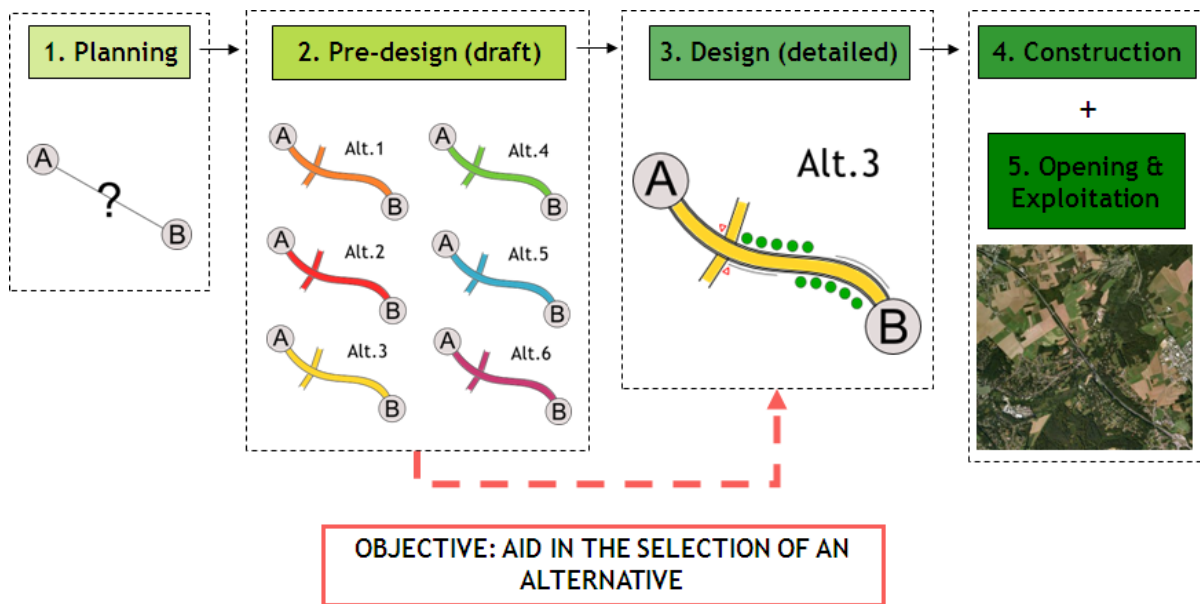 1. Planning
2. Pre-design (draft)
3. Design (detailed)
4. Construction
+
5. Opening &
Exploitation
A
?
B
A
Alt.1
B
A
Alt.4
B
A
Alt.2
B
A
Alt.5
B
A
Alt.3
B
A
Alt.6
B
Alt.3
A
B
OBJECTIVE: AID IN THE SELECTION OF AN
ALTERNATIVE